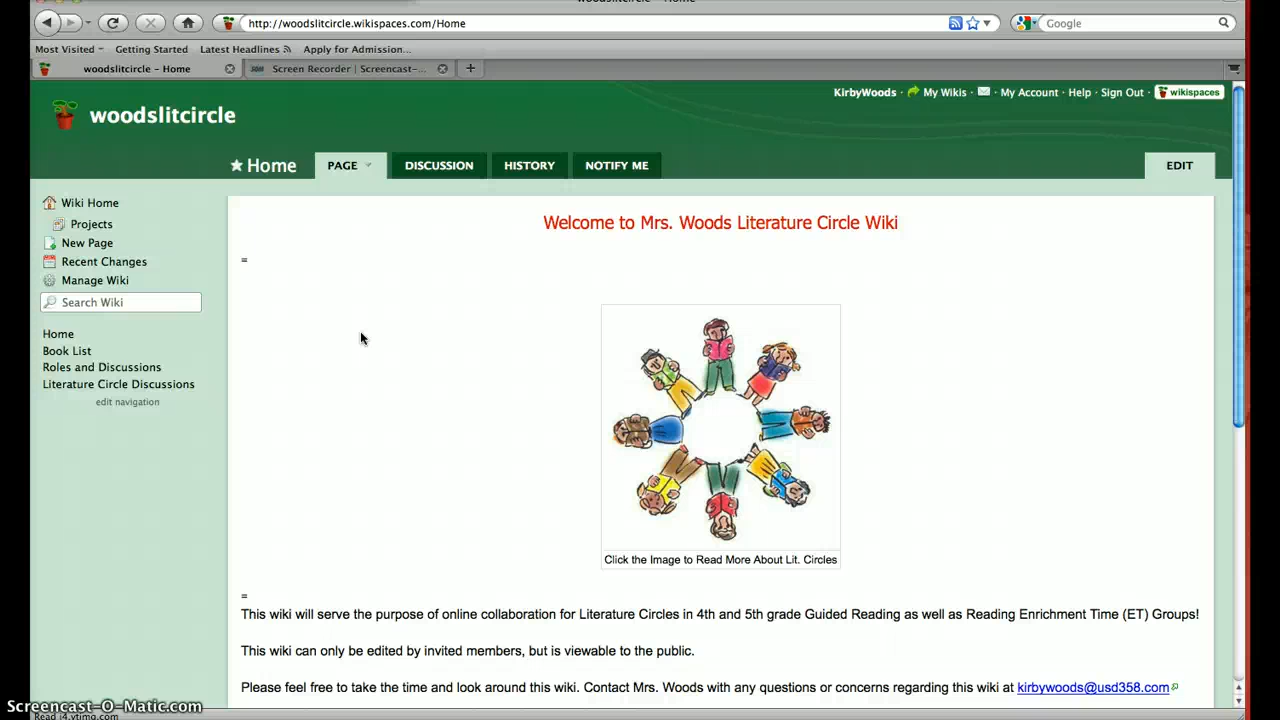 woodslitcircle - Home
http://woodslitcircle.wikispaces.com/Home
Google
Most Visited Getting Started Latest Headlines Apply for Admission...
woodslitcircle - Home Screen Recorder | Screencast-... +
KirbyWoods My Wikis My Account Help Sign Out wikispaces
woodslitcircle
Home PAGE DISCUSSION HISTORY NOTIFY ME EDIT
Wiki Home
Projects
New Page
Recent Changes
Manage Wiki
Search Wiki
Home
Book List
Roles and Discussions
Literature Circle Discussions
edit navigation
Welcome to Mrs. Woods Literature Circle Wiki
=
Click the Image to Read More About Lit. Circles
=
This wiki will serve the purpose of online collaboration for Literature Circles in 4th and 5th grade Guided Reading as well as Reading Enrichment Time (ET) Groups!
This wiki can only be edited by invited members, but is viewable to the public.
Please feel free to take the time and look around this wiki. Contact Mrs. Woods with any questions or concerns regarding this wiki at kirbywoods@usd358.com
Screencast-O-Matic.com
Read i4.ytimg.com